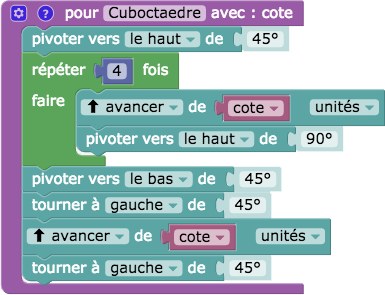 pour Cuboctaedre avec : cote
pivoter vers le haut de 45°
répéter 4 fois
faire
avancer de cote unités
pivoter vers le haut de 90°
pivoter vers le bas de 45°
tourner à gauche de 45°
avancer de cote unités
tourner à gauche de 45°